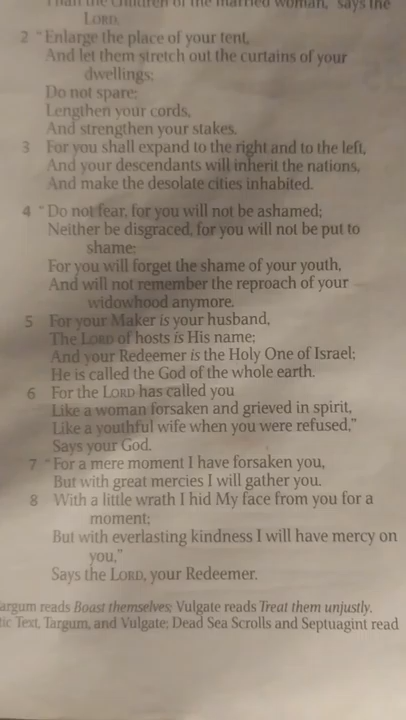 Than the children of the married woman," says the
LORD.
2 "Enlarge the place of your tent,
And let them stretch out the curtains of your
dwellings;
Do not spare;
Lengthen your cords,
And strengthen your stakes.
3 For you shall expand to the right and to the left,
And your descendants will inherit the nations,
And make the desolate cities inhabited.
4 "Do not fear, for you will not be ashamed;
Neither be disgraced, for you will not be put to
shame;
For you will forget the shame of your youth,
And will not remember the reproach of your
widowhood anymore.
5 For your Maker is your husband,
The LORD of hosts is His name;
And your Redeemer is the Holy One of Israel;
He is called the God of the whole earth.
6 For the LORD has called you
Like a woman forsaken and grieved in spirit,
Like a youthful wife when you were refused,"
Says your God.
7 "For a mere moment I have forsaken you,
But with great mercies I will gather you.
8 With a little wrath I hid My face from you for a
moment;
But with everlasting kindness I will have mercy on
you,"
Says the LORD, your Redeemer.
argum reads Boast themselves; Vulgate reads Treat them unjustly.
tic Text, Targum, and Vulgate; Dead Sea Scrolls and Septuagint read